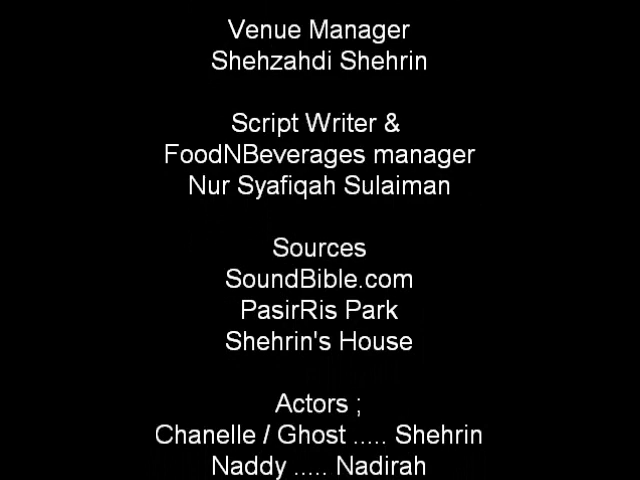 Venue Manager
Shehzahdi Shehrin
Script Writer &
FoodNBeverages manager
Nur Syafiqah Sulaiman
Sources
SoundBible.com
PasirRis Park
Shehrin's House
Actors ;
Chanelle / Ghost ..... Shehrin
Naddy ..... Nadirah